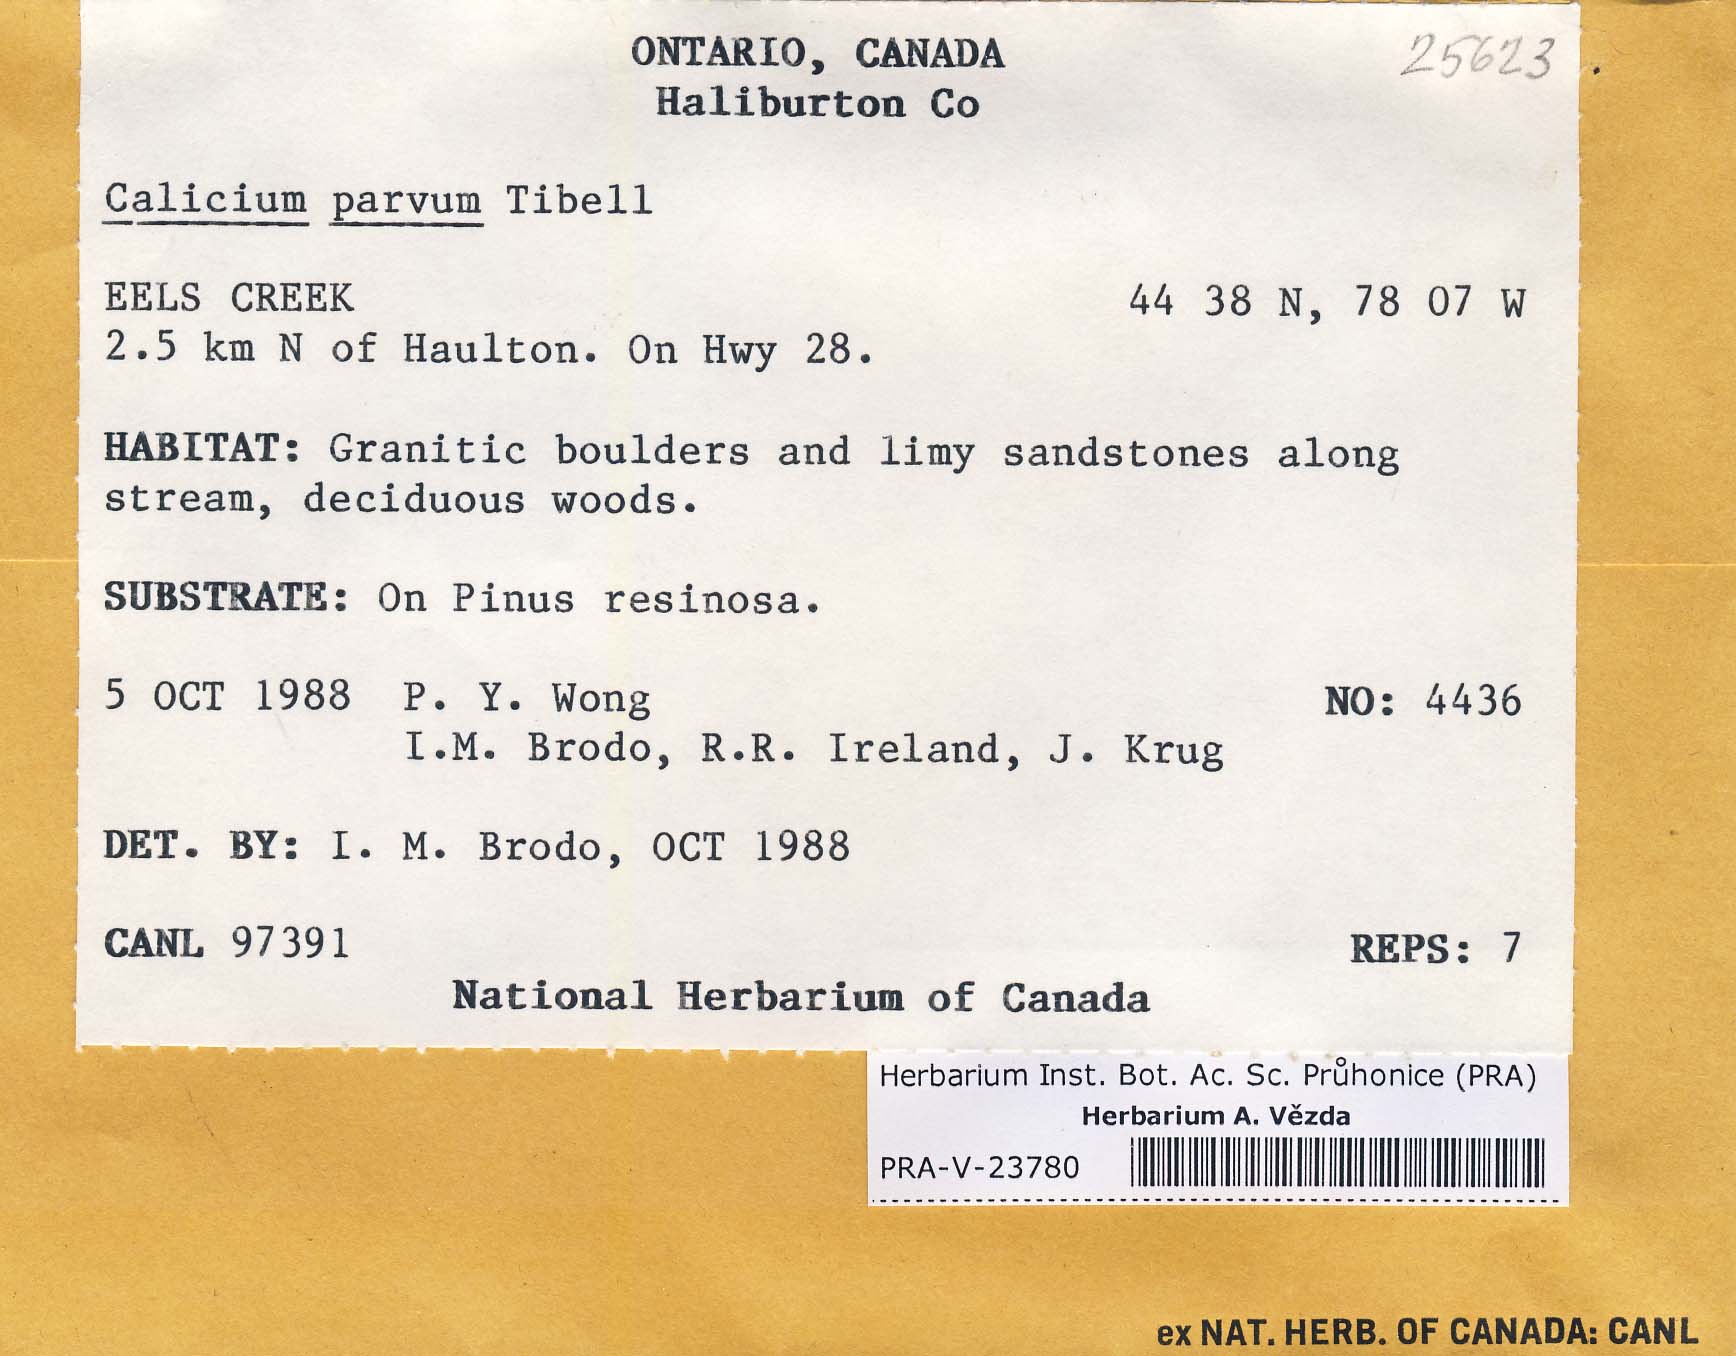 ONTARIO, CANADA
25623
Haliburton Co
Calicium parvum Tibell
EELS CREEK 44 38 N, 78 07 W
2.5 km N of Haulton. On Hwy 28.
HABITAT: Granitic boulders and limy sandstones along
stream, deciduous woods.
SUBSTRATE: On Pinus resinosa.
5 OCT 1988 P. Y. Wong NO: 4436
I.M. Brodo, R.R. Ireland, J. Krug
DET. BY: I. M. Brodo, OCT 1988
CANL 97391 REPS: 7
National Herbarium of Canada
Herbarium Inst. Bot. Ac. Sc. Průhonice (PRA)
Herbarium A. Vězda
PRA-V-23780
ex NAT. HERB. OF CANADA: CANL